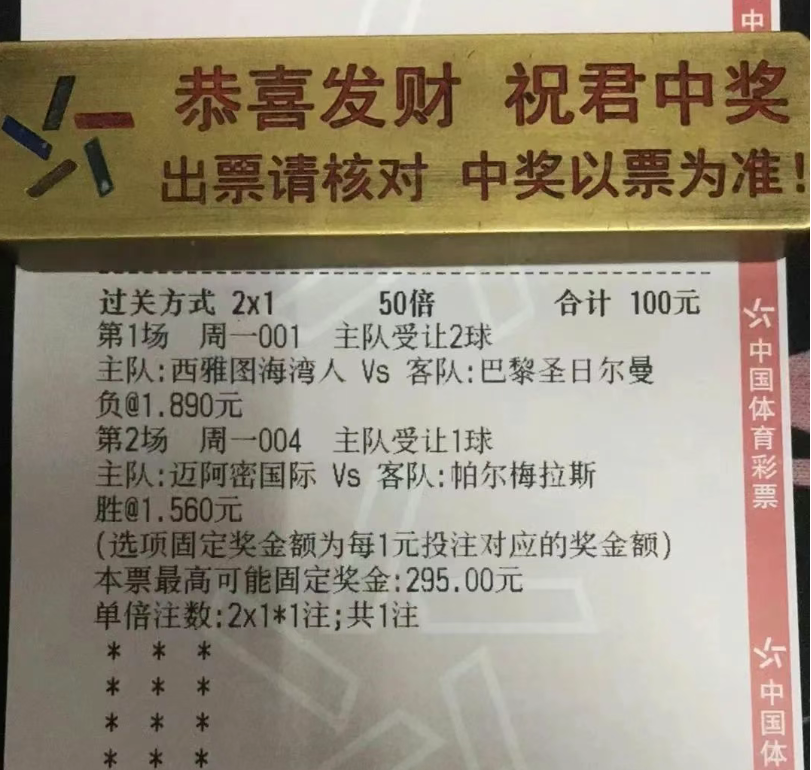 中
恭喜发财 祝君中奖
出票请核对 中奖以票为准!
过关方式 2x1 50倍 合计 100元
第1场 周一001 主队受让2球
主队:西雅图海湾人 Vs 客队:巴黎圣日尔曼
负@1.890元
第2场 周一004 主队受让1球
主队:迈阿密国际 Vs 客队:帕尔梅拉斯
胜@1.560元
(选项固定奖金额为每1元投注对应的奖金额)
本票最高可能固定奖金:295.00元
单倍注数:2x1*1注;共1注
* * *
* * *
* * *
* * *
中国体育彩票
中国体